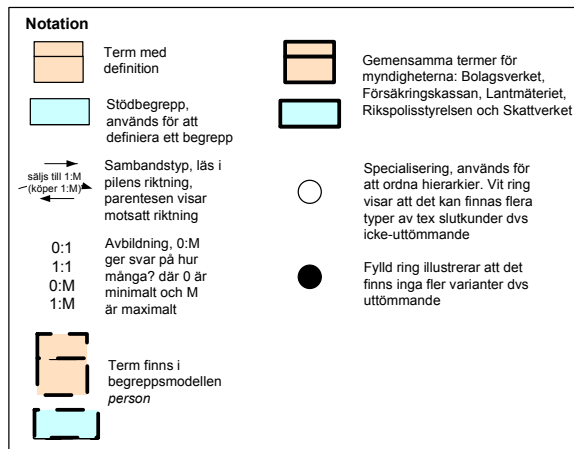 Notation
Term med
definition
Stödbegrepp,
används för att
definiera ett begrepp
säljs till 1:M
(köper 1:M)
Sambandstyp, läs i
pilens riktning,
parentesen visar
motsatt riktning
0:1
1:1
0:M
1:M
Avbildning, 0:M
ger svar på hur
många? där 0 är
minimalt och M
är maximalt
Term finns i
begreppsmodellen
person
Gemensamma termer för
myndigheterna: Bolagsverket,
Försäkringskassan, Lantmäteriet,
Rikspolisstyrelsen och Skattverket
Specialisering, används för
att ordna hierarkier. Vit ring
visar att det kan finnas flera
typer av tex slutkunder dvs
icke-uttömmande
Fylld ring illustrerar att det
finns inga fler varianter dvs
uttömmande